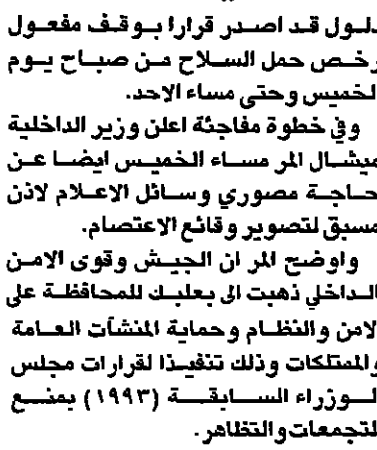 دلول قد اصدر قرارا بوقف مفعول
رخص حمل السلاح من صباح يوم
لخميس وحتى مساء الاحد.
وفي خطوة مفاجئة اعلن وزير الداخلية
ميشال المر مساء الخميس ايضا عن
حاجة مصوري وسائل الاعلام لاذن
مسبق لتصوير وقائع الاعتصام.
واوضح المر ان الجيش وقوى الامن
الداخلي ذهبت الى بعلبك للمحافظة على
الامن والنظام وحماية المنشآت العامة
والممتلكات وذلك تنفيذا لقرارات مجلس
الوزراء السابقة (١٩٩٣) بمنع
لتجمعات والتظاهر.